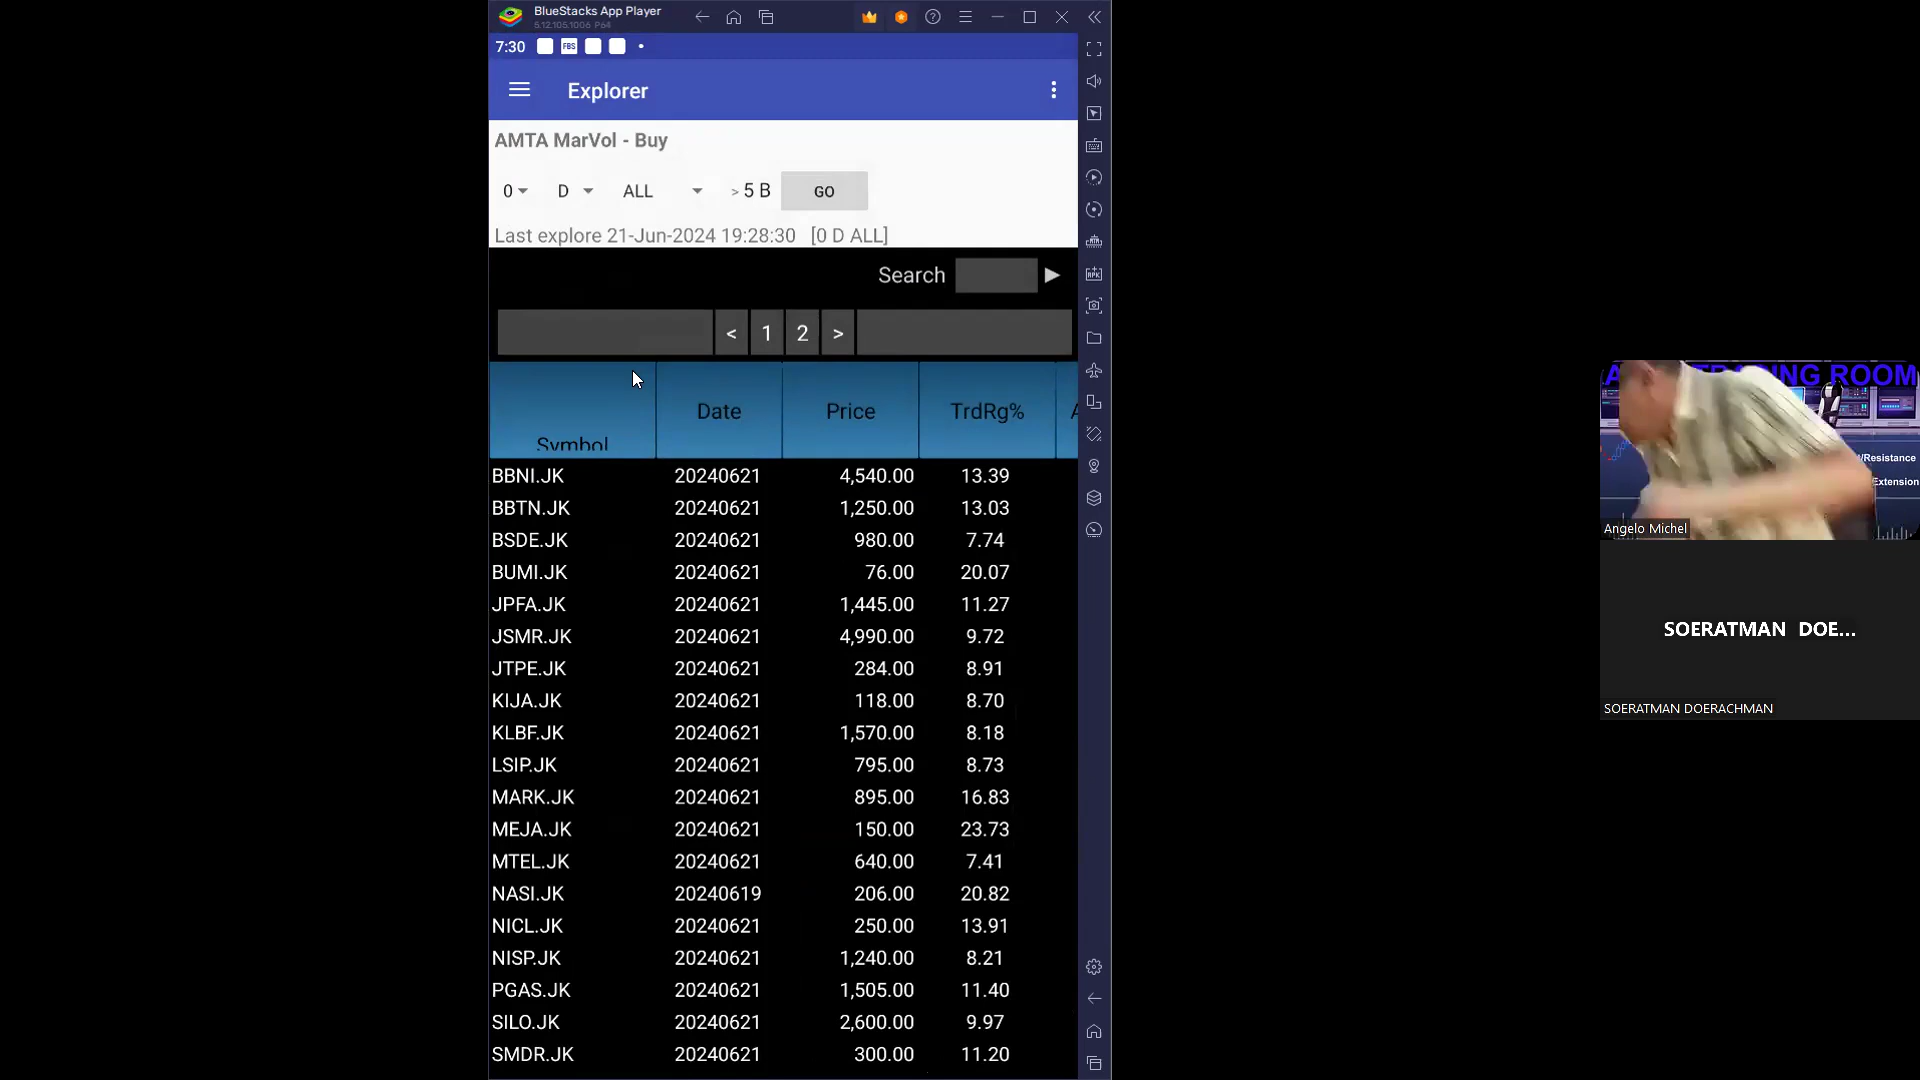 BlueStacks App Player
5.12.105.1006 P64
7:30
FBS
Explorer
AMTA MarVol - Buy
0 D ALL > 5 B GO
Last explore 21-Jun-2024 19:28:30 [0 D ALL]
Search
< 1 2 >
Symbol Date Price TrdRg%
BBNI.JK 20240621 4,540.00 13.39
BBTN.JK 20240621 1,250.00 13.03
BSDE.JK 20240621 980.00 7.74
BUMI.JK 20240621 76.00 20.07
JPFA.JK 20240621 1,445.00 11.27
JSMR.JK 20240621 4,990.00 9.72
JTPE.JK 20240621 284.00 8.91
KIJA.JK 20240621 118.00 8.70
KLBF.JK 20240621 1,570.00 8.18
LSIP.JK 20240621 795.00 8.73
MARK.JK 20240621 895.00 16.83
MEJA.JK 20240621 150.00 23.73
MTEL.JK 20240621 640.00 7.41
NASI.JK 20240619 206.00 20.82
NICL.JK 20240621 250.00 13.91
NISP.JK 20240621 1,240.00 8.21
PGAS.JK 20240621 1,505.00 11.40
SILO.JK 20240621 2,600.00 9.97
SMDR.JK 20240621 300.00 11.20
ROOM
/Resistance
Extension
Angelo Michel
SOERATMAN DOE...
SOERATMAN DOERACHMAN